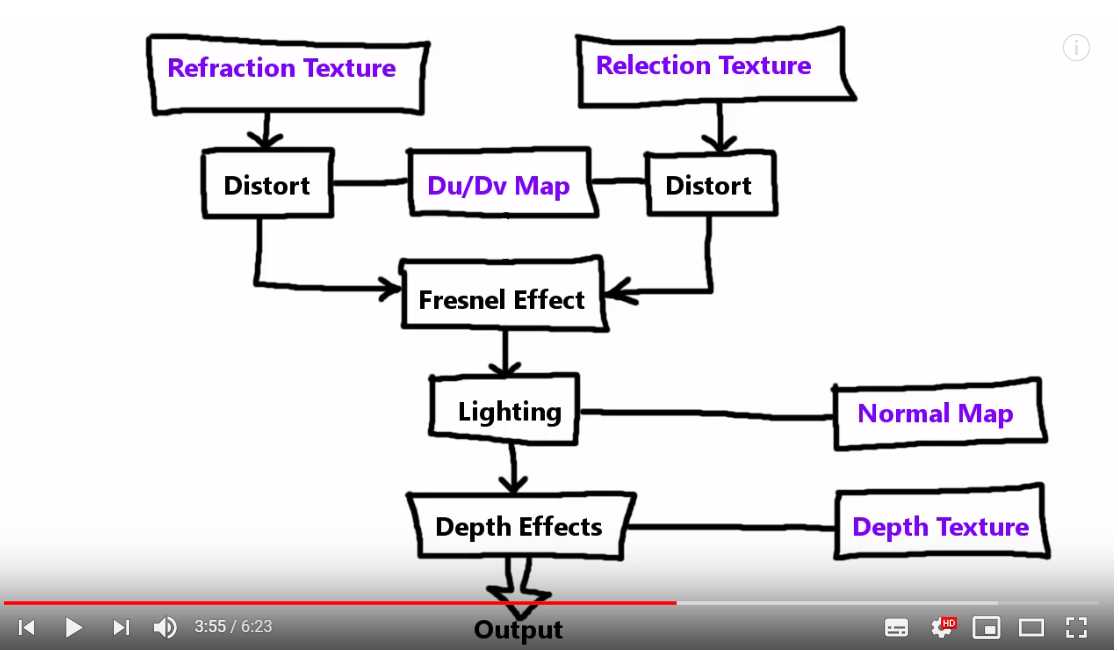 Refraction Texture
Relection Texture
Distort
Du/Dv Map
Distort
Fresnel Effect
Lighting
Normal Map
Depth Effects
Depth Texture
Output
3:55 / 6:23
HD